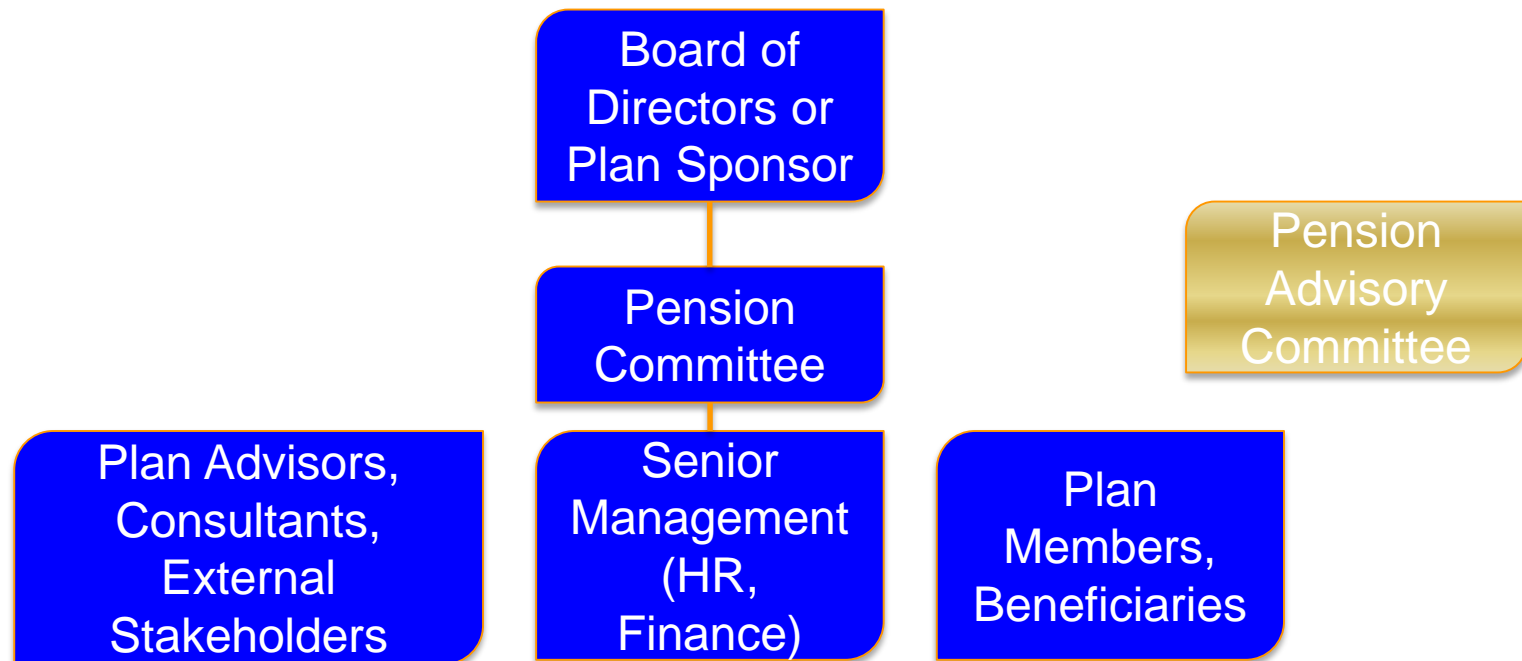 Board of
Directors or
Plan Sponsor
Pension
Advisory
Committee
Pension
Committee
Plan Advisors,
Consultants,
External
Stakeholders
Senior
Management
(HR,
Finance)
Plan
Members,
Beneficiaries